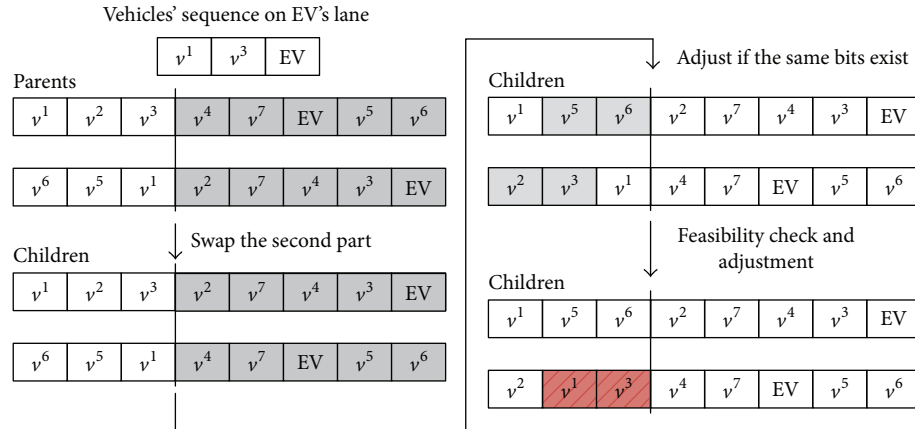 Vehicles' sequence on EV's lane
v¹ v³ EV
Parents
v¹ v² v³ v⁴ v⁷ EV v⁵ v⁶
v⁶ v⁵ v¹ v² v⁷ v⁴ v³ EV
Swap the second part
Children
v¹ v² v³ v² v⁷ v⁴ v³ EV
v⁶ v⁵ v¹ v⁴ v⁷ EV v⁵ v⁶
Adjust if the same bits exist
Children
v¹ v⁵ v⁶ v² v⁷ v⁴ v³ EV
v² v³ v¹ v⁴ v⁷ EV v⁵ v⁶
Feasibility check and
adjustment
Children
v¹ v⁵ v⁶ v² v⁷ v⁴ v³ EV
v² v¹ v³ v⁴ v⁷ EV v⁵ v⁶